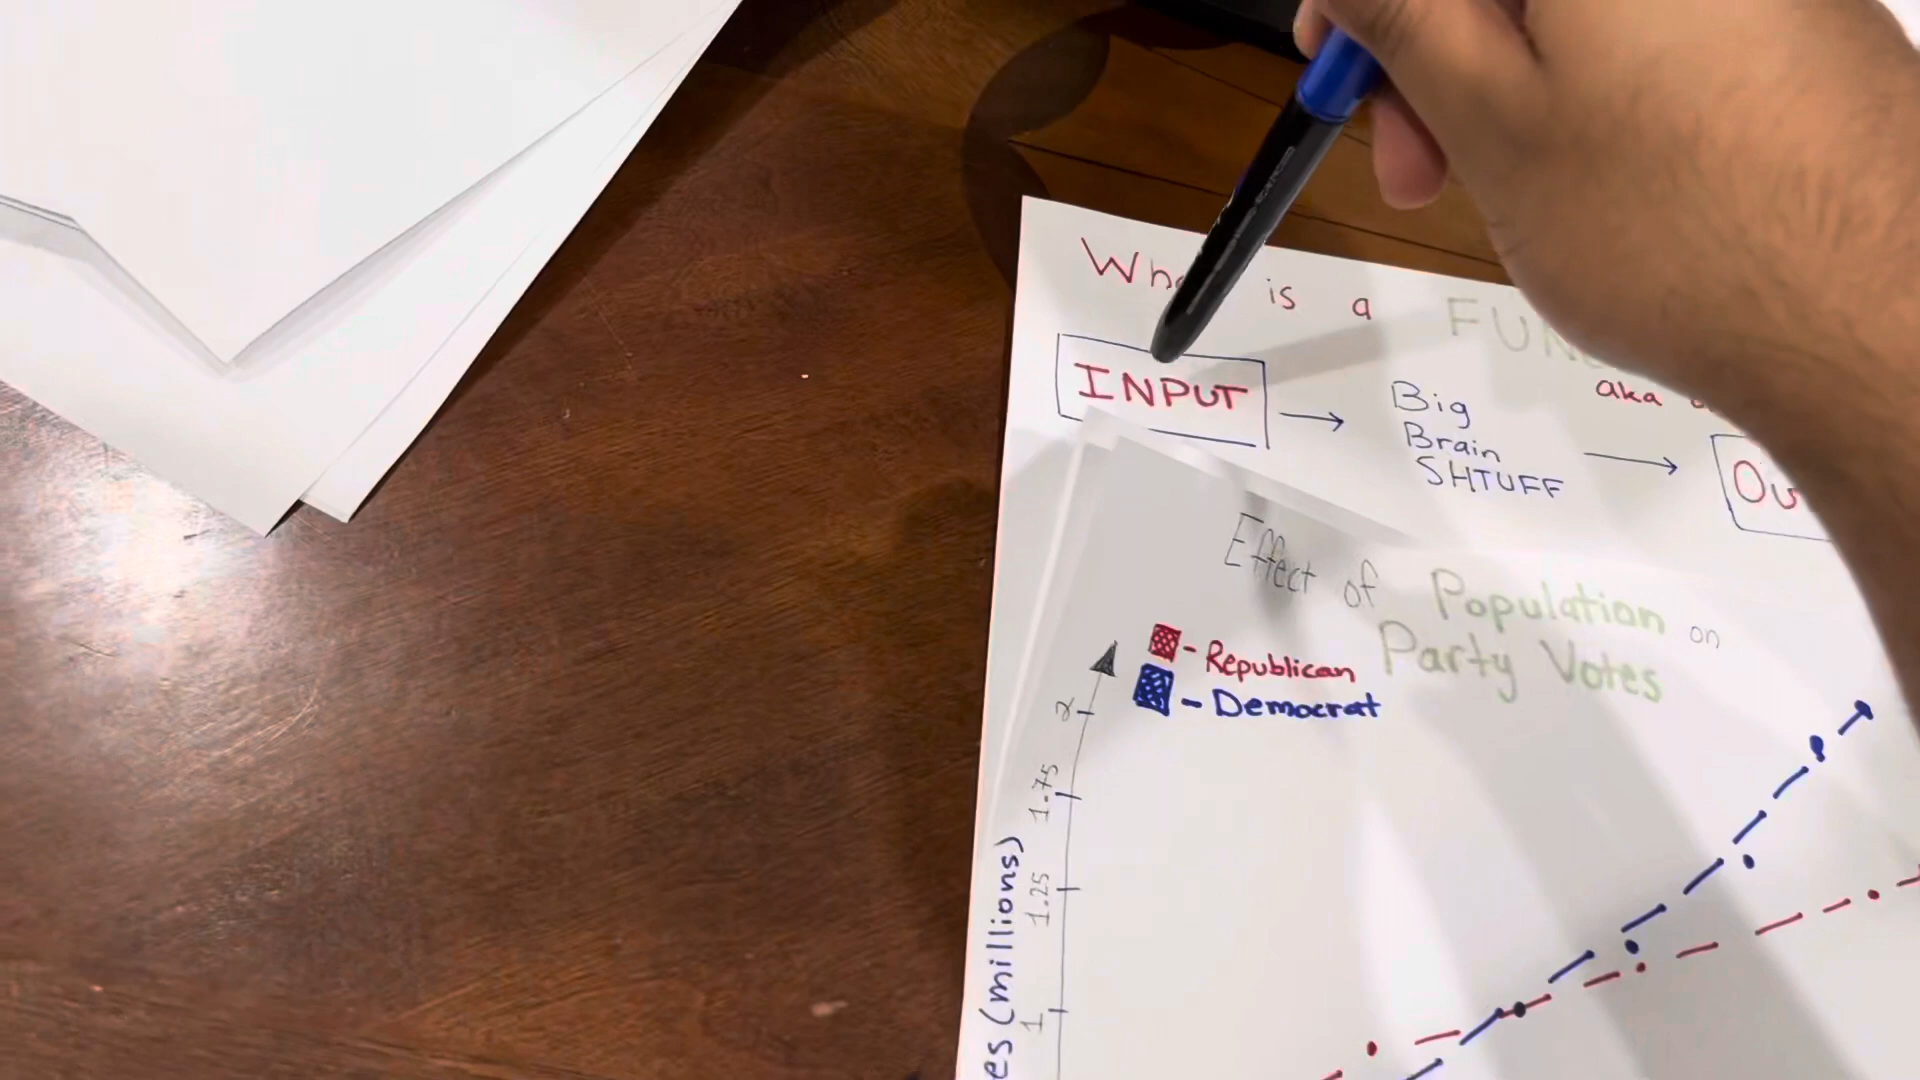 is a
aka
INPUT → Big Brain SHTUFF →
Effect of Population on
Party Votes
- Republican
- Democrat
2
1.75
1.25
1
(millions)